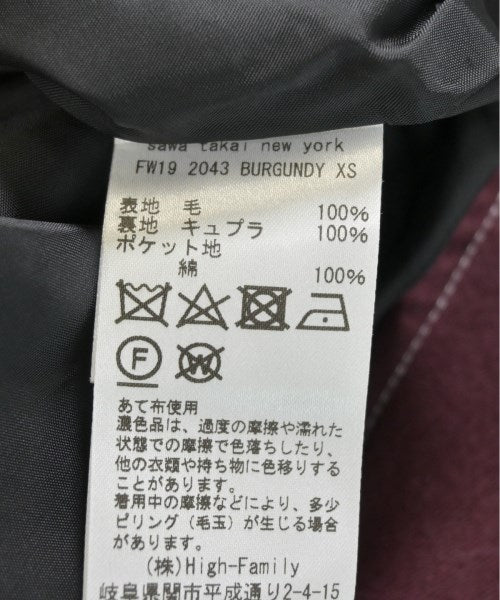 sawa takai new york
FW19 2043 BURGUNDY XS
表地 毛 100%
裏地 キュプラ 100%
ポケット地
綿 100%
F W
あて布使用
濃色品は、過度の摩擦や濡れた
状態での摩擦で色落ちしたり、
他の衣類や持ち物に色移りする
ことがあります。
着用中の摩擦などにより、多少
ピリング（毛玉）が生じる場合
があります。
(株)High-Family
岐阜県関市平成通り2-4-15